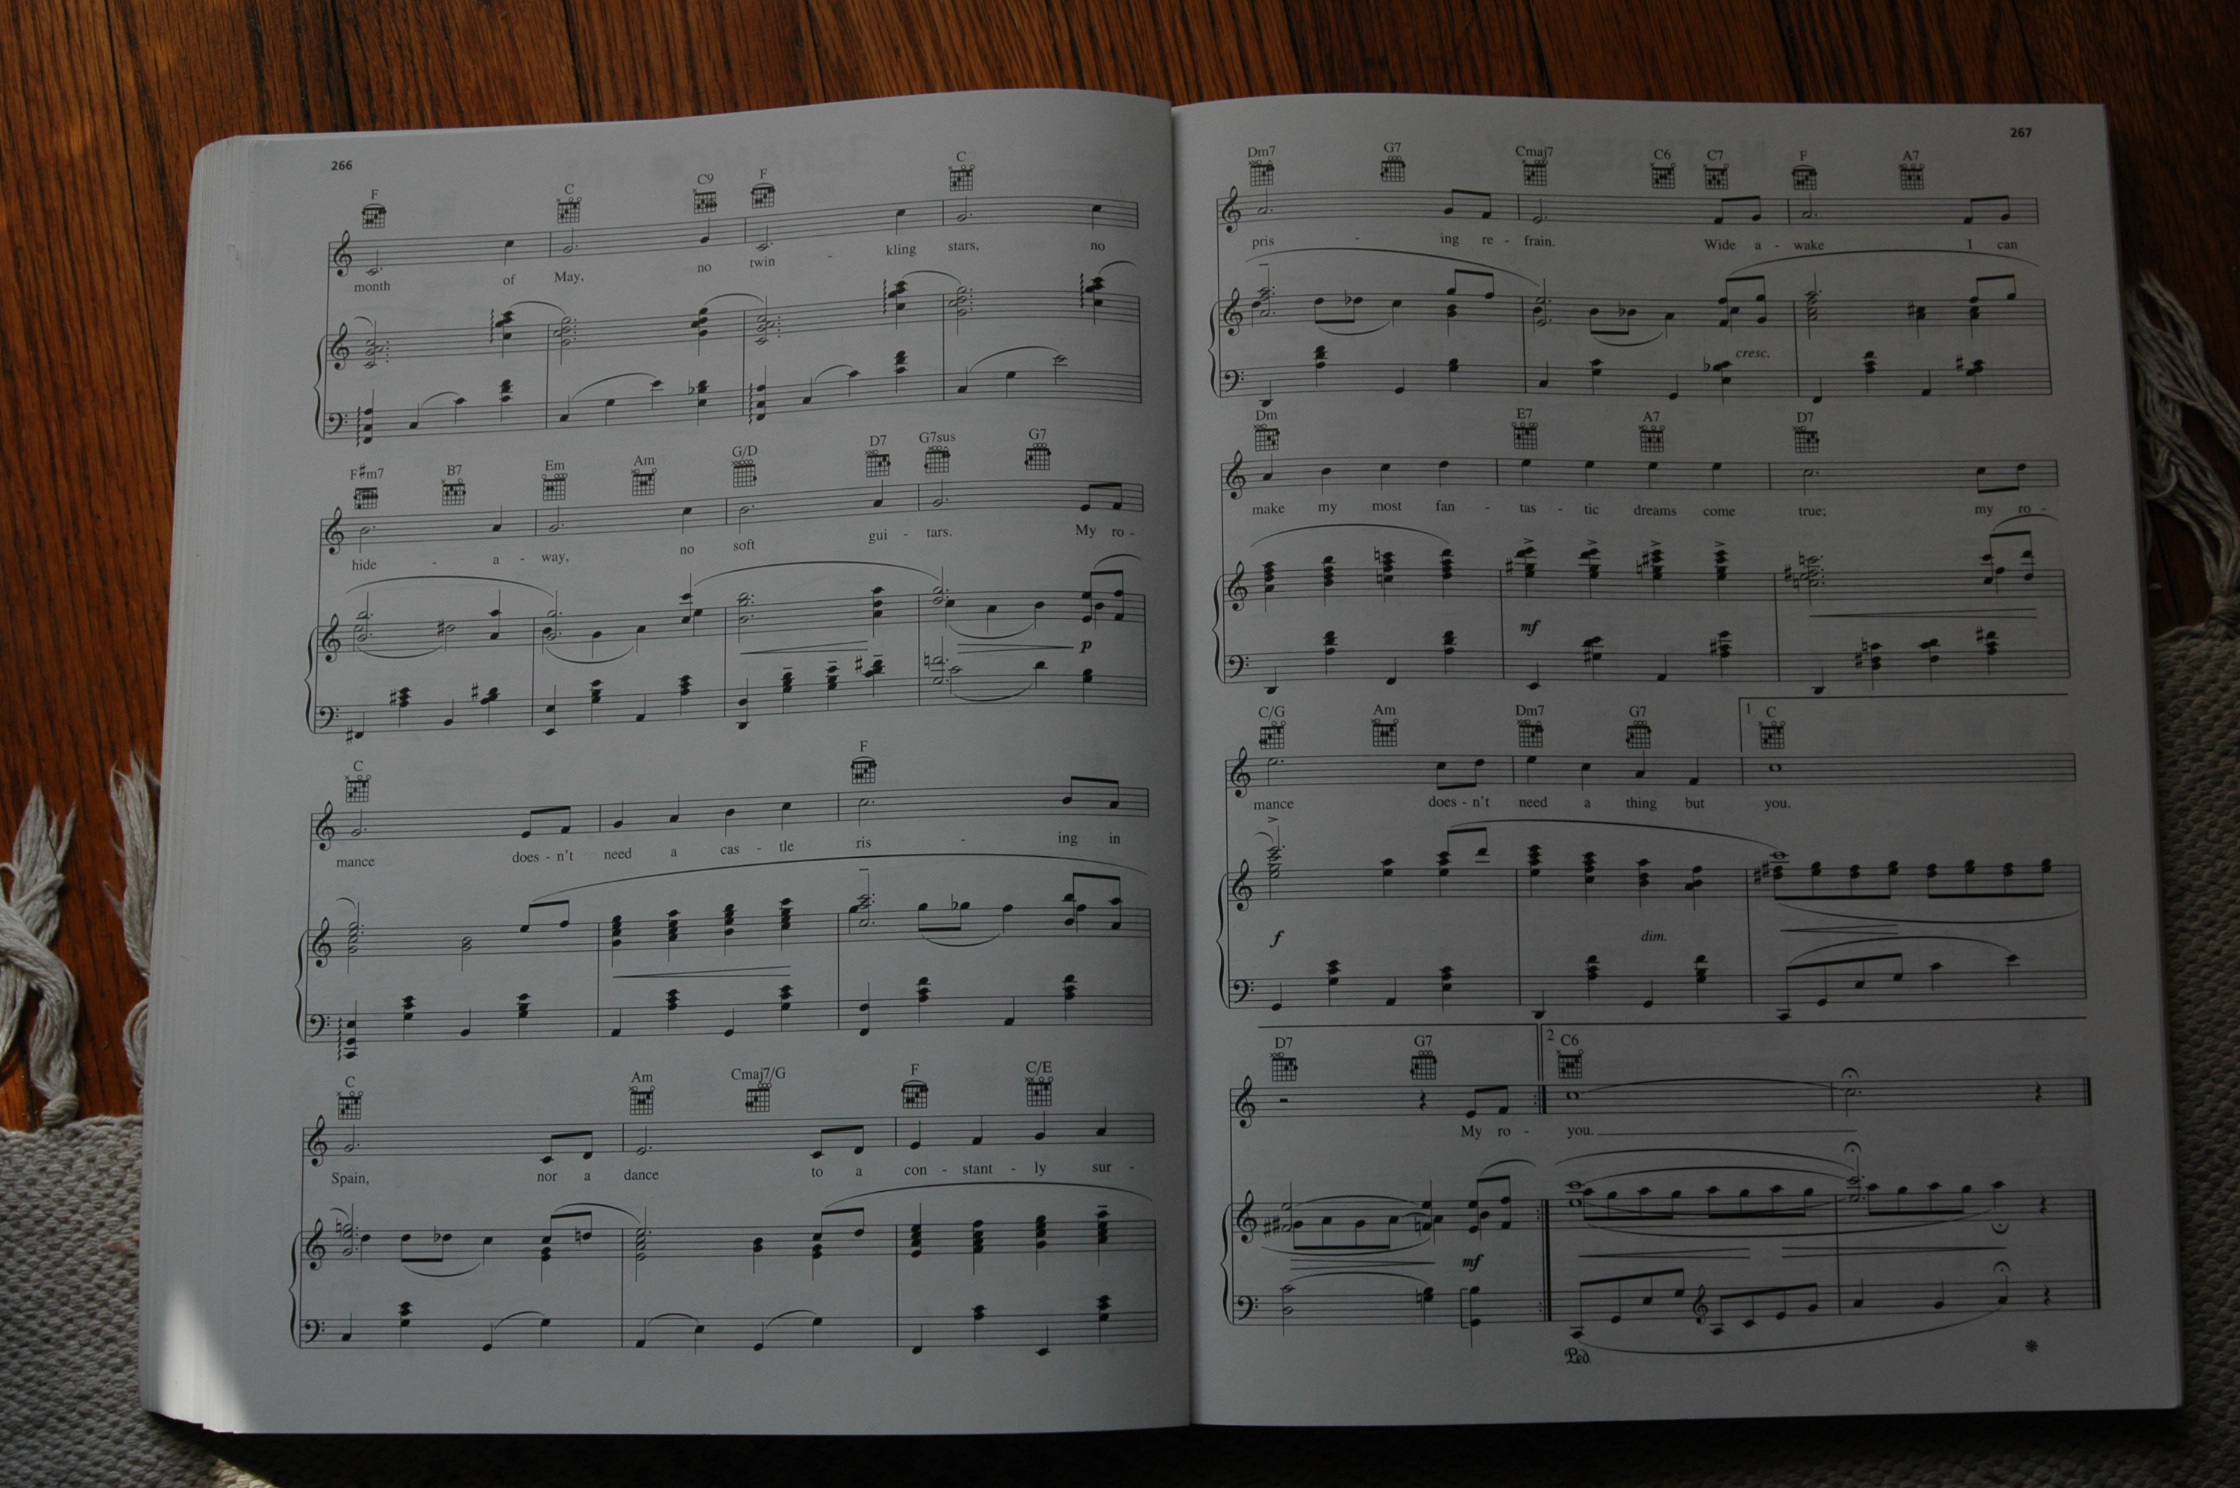 266
F C C9 F C
month of May, no twin - kling stars, no
F#m7 B7 Em Am G/D D7 G7sus G7
hide - a - way, no soft gui - tars. My ro -
p
C F
mance does - n't need a cas - tle ris - ing in
C Am Cmaj7/G F C/E
Spain, nor a dance to a con - stant - ly sur -
267
Dm7 G7 Cmaj7 C6 C7 F A7
pris - ing re - frain. Wide a - wake I can
cresc.
Dm E7 A7 D7
make my most fan - tas - tic dreams come true; my ro -
mf
C/G Am Dm7 G7 1 C
mance does - n't need a thing but you.
f dim.
D7 G7 2 C6
My ro - you.
mf
Ped.